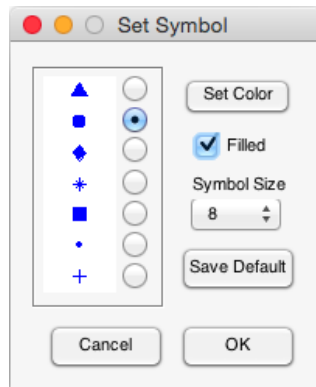 Set Symbol
Set Color
Filled
Symbol Size
8
Save Default
Cancel
OK